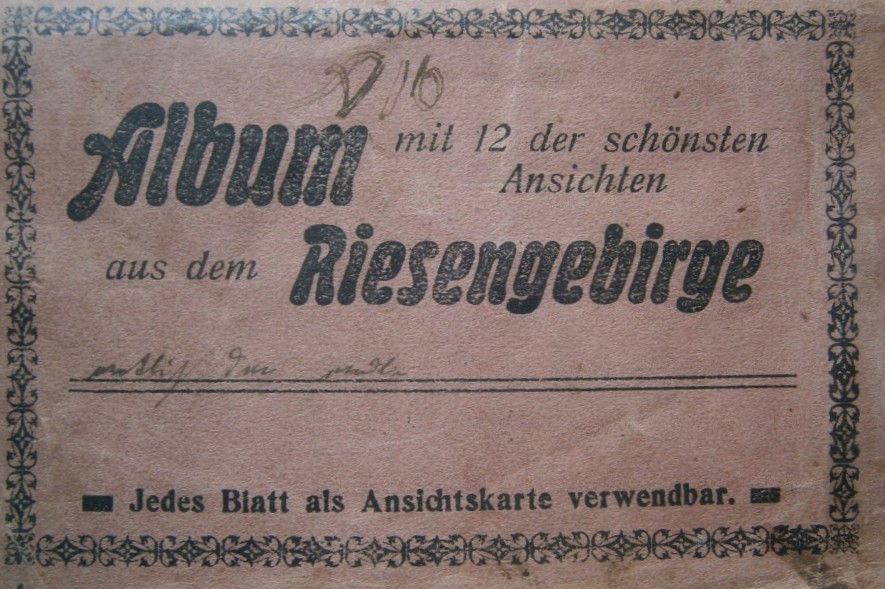 Album mit 12 der schönsten
Ansichten
aus dem Riesengebirge
Jedes Blatt als Ansichtskarte verwendbar.